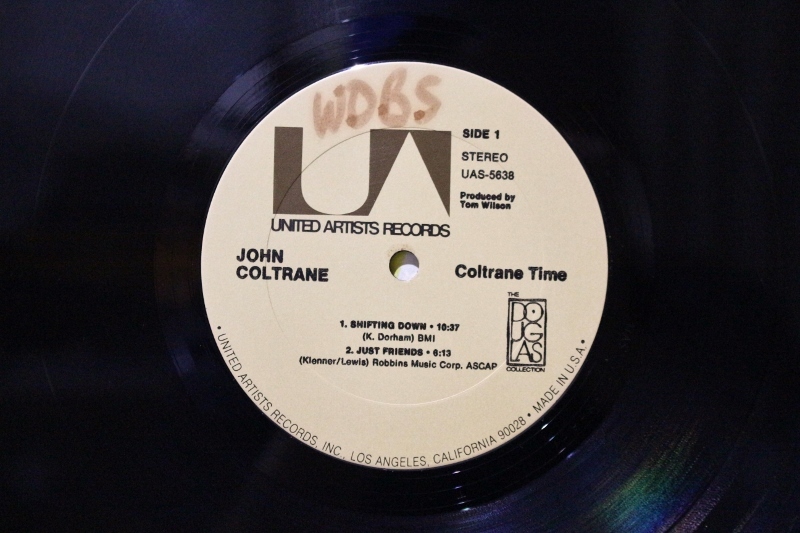 WDBS
UA
SIDE 1
STEREO
UAS-5638
Produced by
Tom Wilson
UNITED ARTISTS RECORDS
JOHN
COLTRANE
Coltrane Time
1. SHIFTING DOWN • 10:37
(K. Dorham) BMI
2. JUST FRIENDS • 6:13
(Klenner/Lewis) Robbins Music Corp. ASCAP
THE
DOUGLAS
COLLECTION
• UNITED ARTISTS RECORDS, INC., LOS ANGELES, CALIFORNIA 90028 • MADE IN U.S.A. •